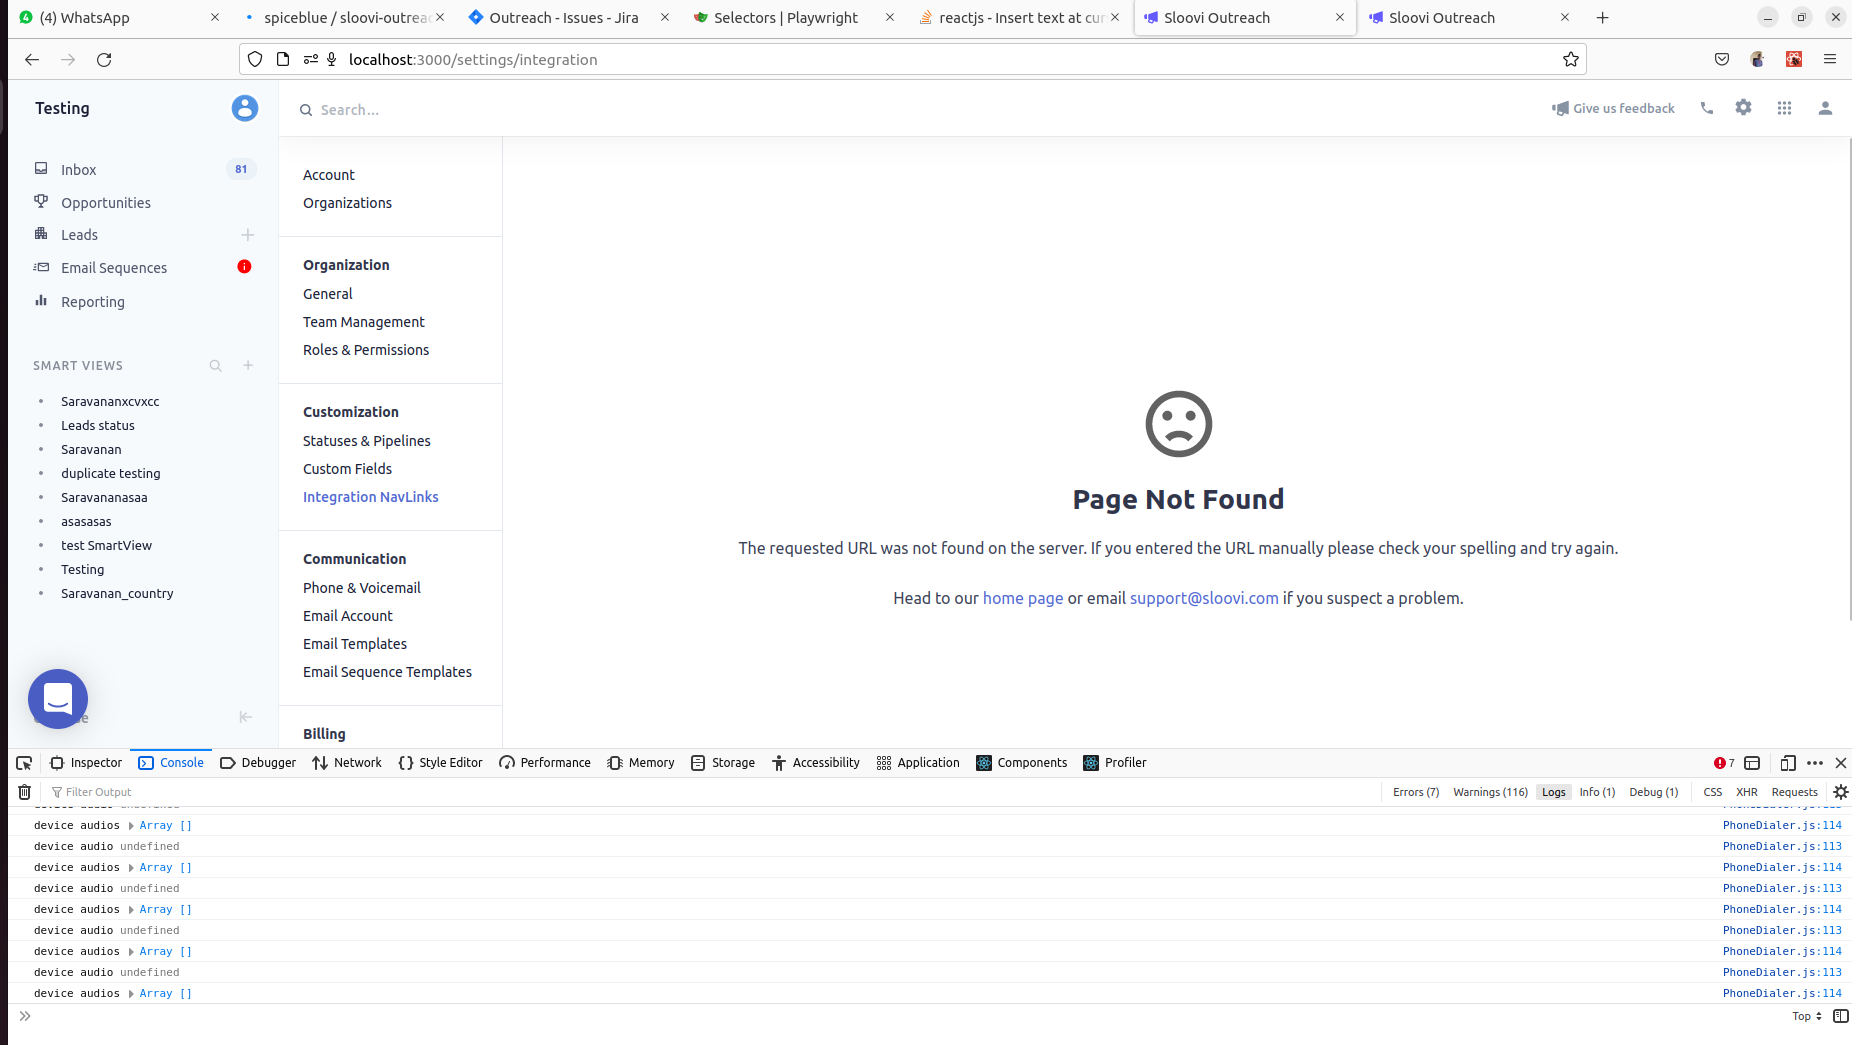 (4) WhatsApp
spiceblue / sloovi-outreac
Outreach - Issues - Jira
Selectors | Playwright
reactjs - Insert text at cur
Sloovi Outreach
Sloovi Outreach
localhost:3000/settings/integration
Testing
Search...
Give us feedback
Inbox 81
Opportunities
Leads
Email Sequences
Reporting
SMART VIEWS
Saravananxcvxcc
Leads status
Saravanan
duplicate testing
Saravananasaa
asasasas
test SmartView
Testing
Saravanan_country
Account
Organizations
Organization
General
Team Management
Roles & Permissions
Customization
Statuses & Pipelines
Custom Fields
Integration NavLinks
Communication
Phone & Voicemail
Email Account
Email Templates
Email Sequence Templates
Billing
Page Not Found
The requested URL was not found on the server. If you entered the URL manually please check your spelling and try again.
Head to our home page or email support@sloovi.com if you suspect a problem.
Inspector Console Debugger Network Style Editor Performance Memory Storage Accessibility Application Components Profiler 7
Filter Output Errors (7) Warnings (116) Logs Info (1) Debug (1) CSS XHR Requests
device audio undefined
device audios Array [] PhoneDialer.js:114
device audio undefined PhoneDialer.js:113
device audios Array [] PhoneDialer.js:114
device audio undefined PhoneDialer.js:113
device audios Array [] PhoneDialer.js:114
device audio undefined PhoneDialer.js:113
device audios Array [] PhoneDialer.js:114
device audio undefined PhoneDialer.js:113
device audios Array [] PhoneDialer.js:114
Top